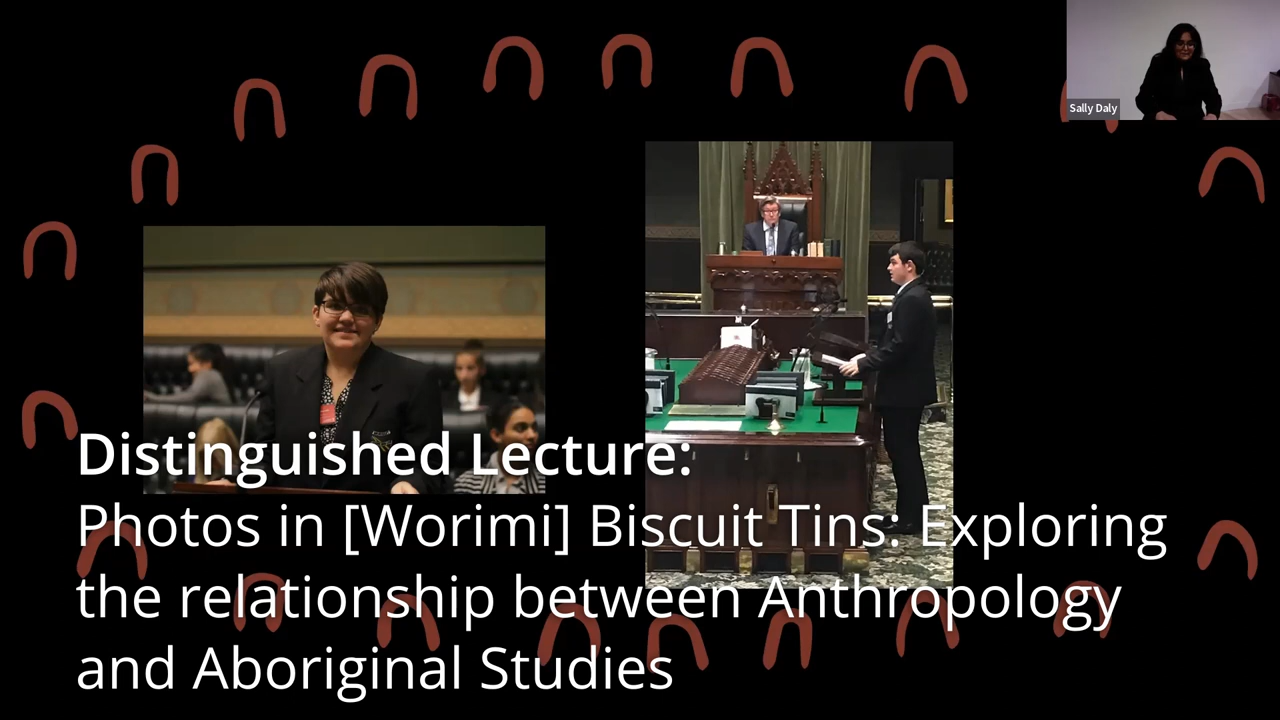 Sally Daly
Distinguished Lecture:
Photos in [Worimi] Biscuit Tins: Exploring
the relationship between Anthropology
and Aboriginal Studies